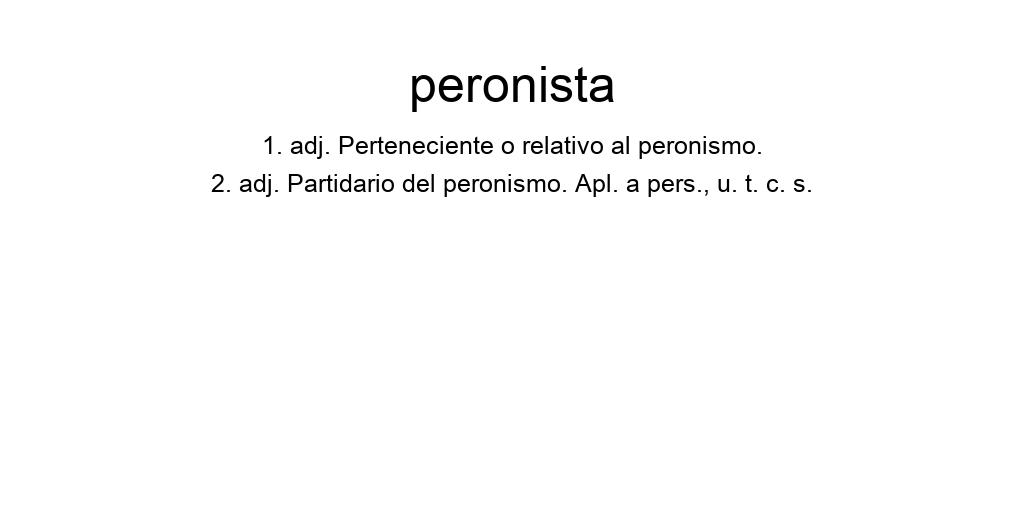 peronista
1. adj. Perteneciente o relativo al peronismo.
2. adj. Partidario del peronismo. Apl. a pers., u. t. c. s.